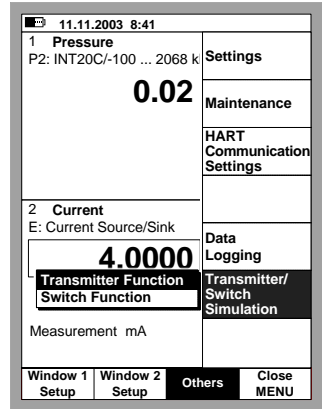 11.11.2003 8:41
1 Pressure
P2: INT20C/-100 ... 2068 k
0.02
2 Current
E: Current Source/Sink
4.0000
Transmitter Function
Switch Function
Measurement mA
Settings
Maintenance
HART
Communication
Settings
Data
Logging
Transmitter/
Switch
Simulation
Window 1
Setup
Window 2
Setup
Others
Close
MENU